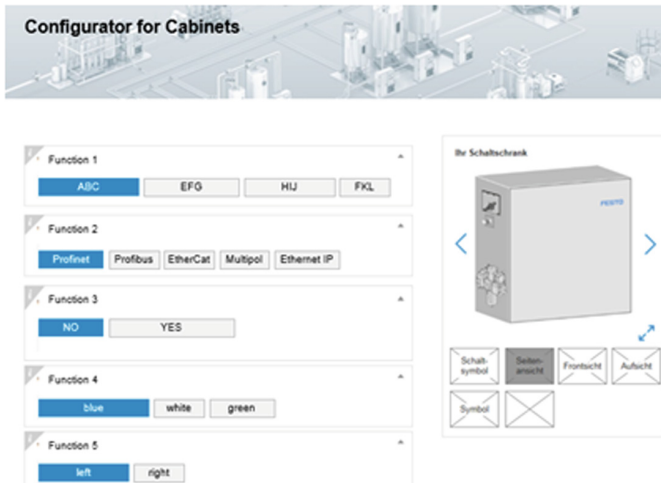 Configurator for Cabinets
Function 1
ABC EFG HIJ FKL
Function 2
Profinet Profibus EtherCat Multipol Ethernet IP
Function 3
NO YES
Function 4
blue white green
Function 5
left right
Ihr Schaltschrank
FESTO
Schalt-
symbol
Seiten-
ansicht
Frontsicht
Aufsicht
Symbol